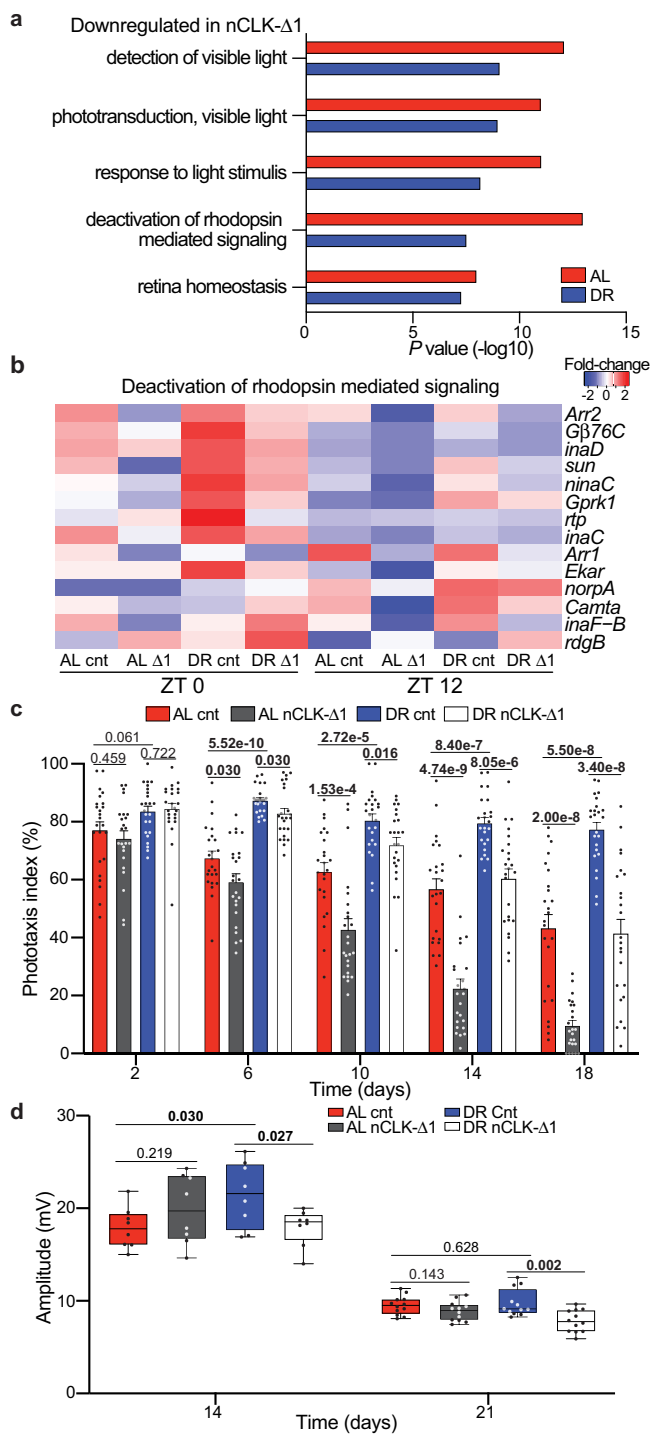 a
Downregulated in nCLK-Δ1
detection of visible light
phototransduction, visible light
response to light stimulis
deactivation of rhodopsin
mediated signaling
retina homeostasis
AL
DR
0
5
10
15
P value (-log10)
b
Fold-change
-2 0 2
Deactivation of rhodopsin mediated signaling
Arr2
Gβ76C
inaD
sun
ninaC
Gprk1
rtp
inaC
Arr1
Ekar
norpA
Camta
inaF−B
rdgB
AL cnt AL Δ1 DR cnt DR Δ1 AL cnt AL Δ1 DR cnt DR Δ1
ZT 0 ZT 12
c
AL cnt AL nCLK-Δ1 DR cnt DR nCLK-Δ1
0.061 5.52e-10 2.72e-5 8.40e-7 5.50e-8
0.459 0.722 0.030 0.030 1.53e-4 0.016 4.74e-9 8.05e-6 2.00e-8 3.40e-8
Phototaxis index (%)
100
80
60
40
20
0
2 6 10 14 18
Time (days)
d
AL cnt DR Cnt
AL nCLK-Δ1 DR nCLK-Δ1
0.030
0.027
0.219
0.628
0.002
0.143
Amplitude (mV)
30
20
10
0
14 21
Time (days)